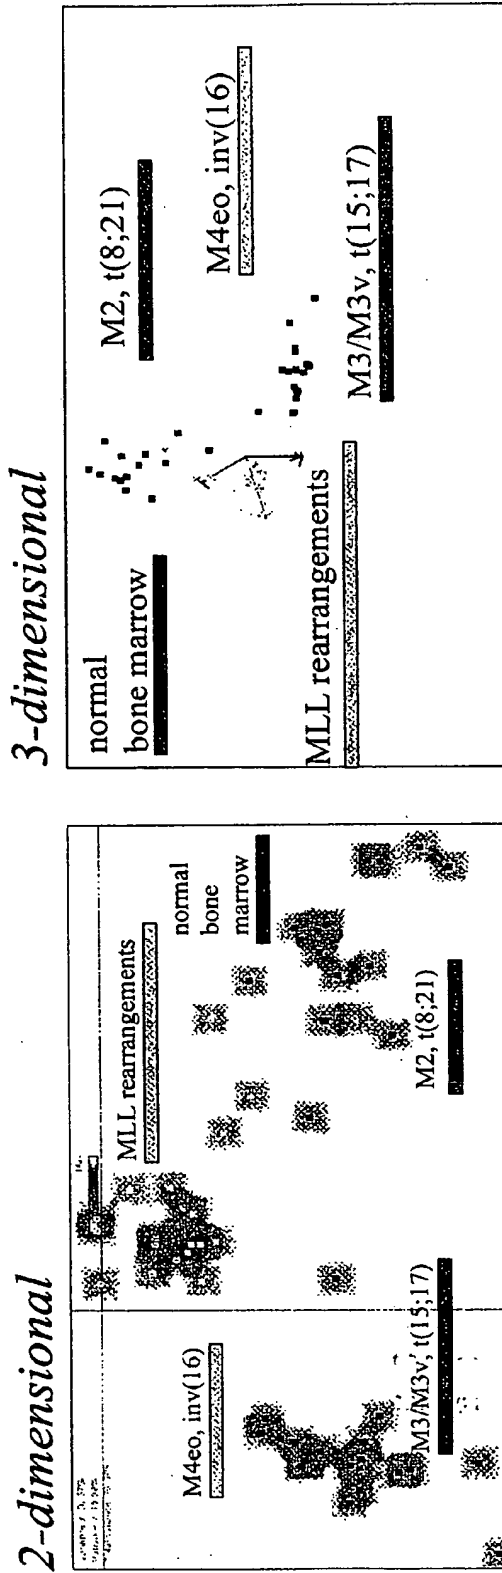 2-dimensional
M4eo, inv(16)
MLL rearrangements
normal
bone
marrow
M3/M3v, t(15;17)
M2, t(8;21)
3-dimensional
normal
bone marrow
M2, t(8;21)
M4eo, inv(16)
MLL rearrangements
M3/M3v, t(15;17)